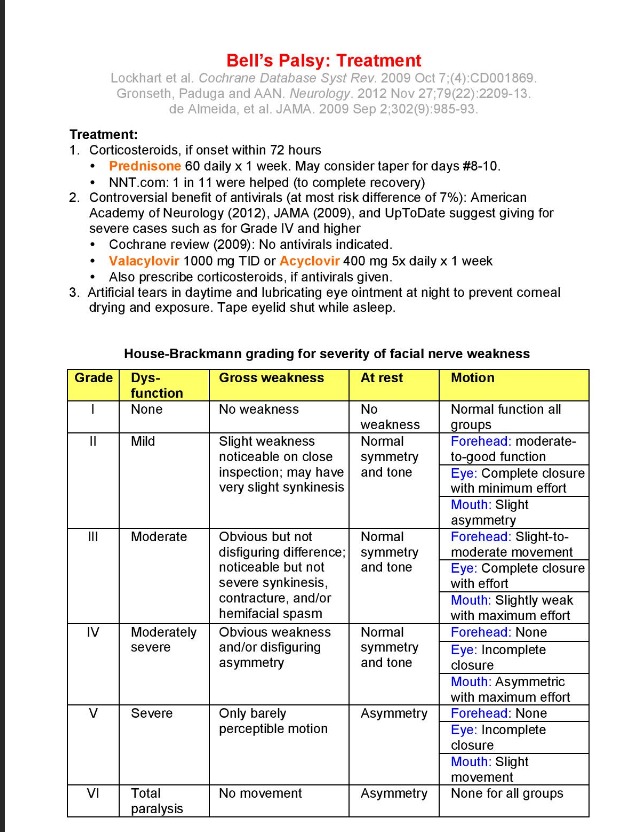 Bell's Palsy: Treatment
Lockhart et al. Cochrane Database Syst Rev. 2009 Oct 7;(4):CD001869.
Gronseth, Paduga and AAN. Neurology. 2012 Nov 27;79(22):2209-13.
de Almeida, et al. JAMA. 2009 Sep 2;302(9):985-93.
Treatment:
1. Corticosteroids, if onset within 72 hours
• Prednisone 60 daily x 1 week. May consider taper for days #8-10.
• NNT.com: 1 in 11 were helped (to complete recovery)
2. Controversial benefit of antivirals (at most risk difference of 7%): American
Academy of Neurology (2012), JAMA (2009), and UpToDate suggest giving for
severe cases such as for Grade IV and higher
• Cochrane review (2009): No antivirals indicated.
• Valacylovir 1000 mg TID or Acyclovir 400 mg 5x daily x 1 week
• Also prescribe corticosteroids, if antivirals given.
3. Artificial tears in daytime and lubricating eye ointment at night to prevent corneal
drying and exposure. Tape eyelid shut while asleep.
House-Brackmann grading for severity of facial nerve weakness
Grade
Dys-
function
Gross weakness
At rest
Motion
I
None
No weakness
No
weakness
Normal function all
groups
II
Mild
Slight weakness
noticeable on close
inspection; may have
very slight synkinesis
Normal
symmetry
and tone
Forehead: moderate-
to-good function
Eye: Complete closure
with minimum effort
Mouth: Slight
asymmetry
III
Moderate
Obvious but not
disfiguring difference;
noticeable but not
severe synkinesis,
contracture, and/or
hemifacial spasm
Normal
symmetry
and tone
Forehead: Slight-to-
moderate movement
Eye: Complete closure
with effort
Mouth: Slightly weak
with maximum effort
IV
Moderately
severe
Obvious weakness
and/or disfiguring
asymmetry
Normal
symmetry
and tone
Forehead: None
Eye: Incomplete
closure
Mouth: Asymmetric
with maximum effort
V
Severe
Only barely
perceptible motion
Asymmetry
Forehead: None
Eye: Incomplete
closure
Mouth: Slight
movement
VI
Total
paralysis
No movement
Asymmetry
None for all groups